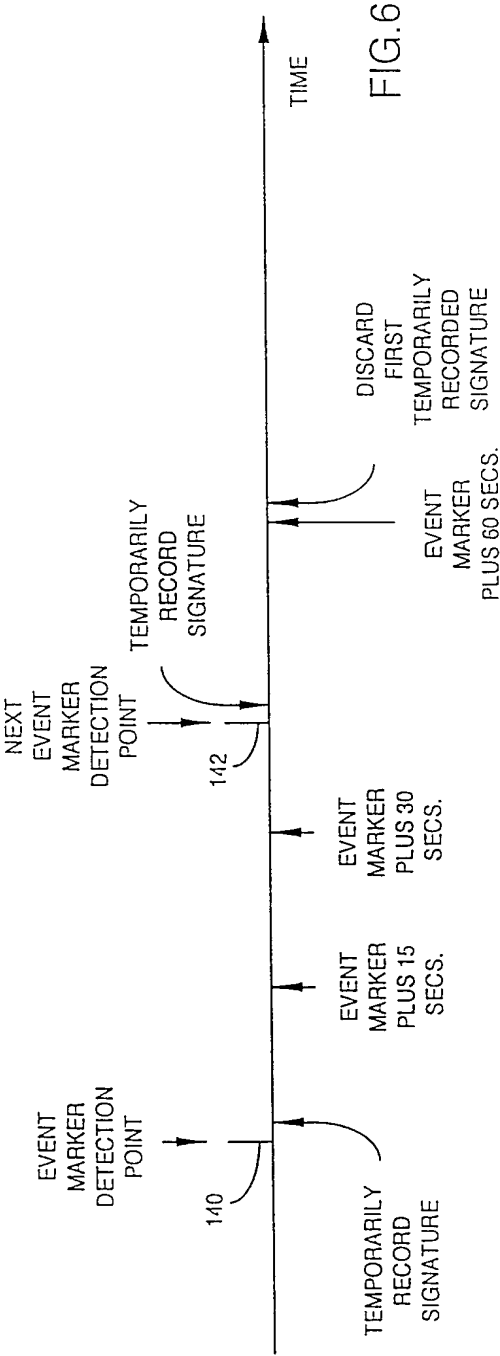 EVENT
MARKER
DETECTION
POINT
140
TEMPORARILY
RECORD
SIGNATURE
EVENT
MARKER
PLUS 15
SECS.
EVENT
MARKER
PLUS 30
SECS.
NEXT
EVENT
MARKER
DETECTION
POINT
142
TEMPORARILY
RECORD
SIGNATURE
EVENT
MARKER
PLUS 60 SECS.
DISCARD
FIRST
TEMPORARILY
RECORDED
SIGNATURE
TIME
FIG.6